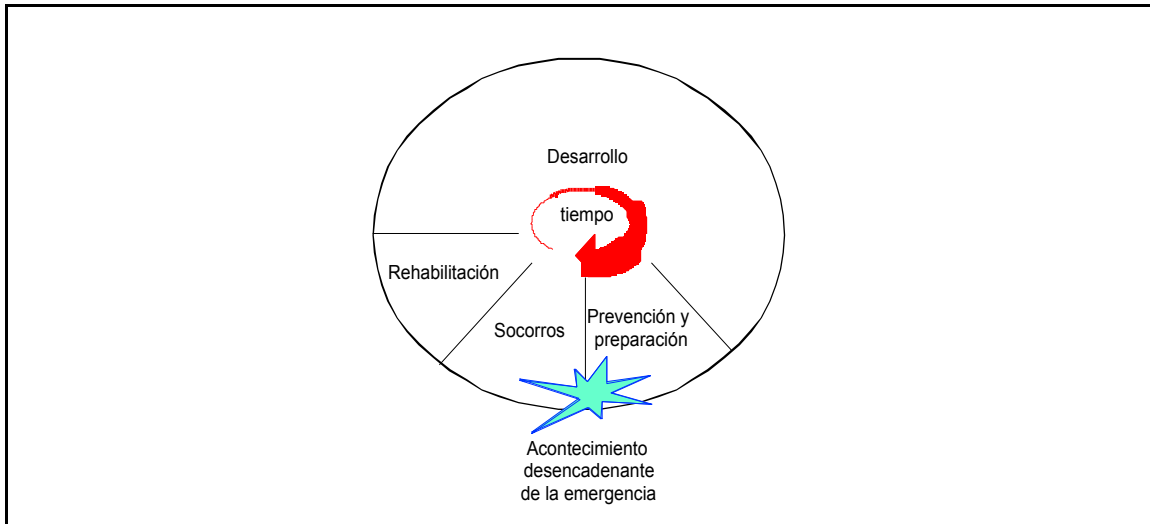 Desarrollo
tiempo
Rehabilitación
Socorros
Prevención y
preparación
Acontecimiento
desencadenante
de la emergencia